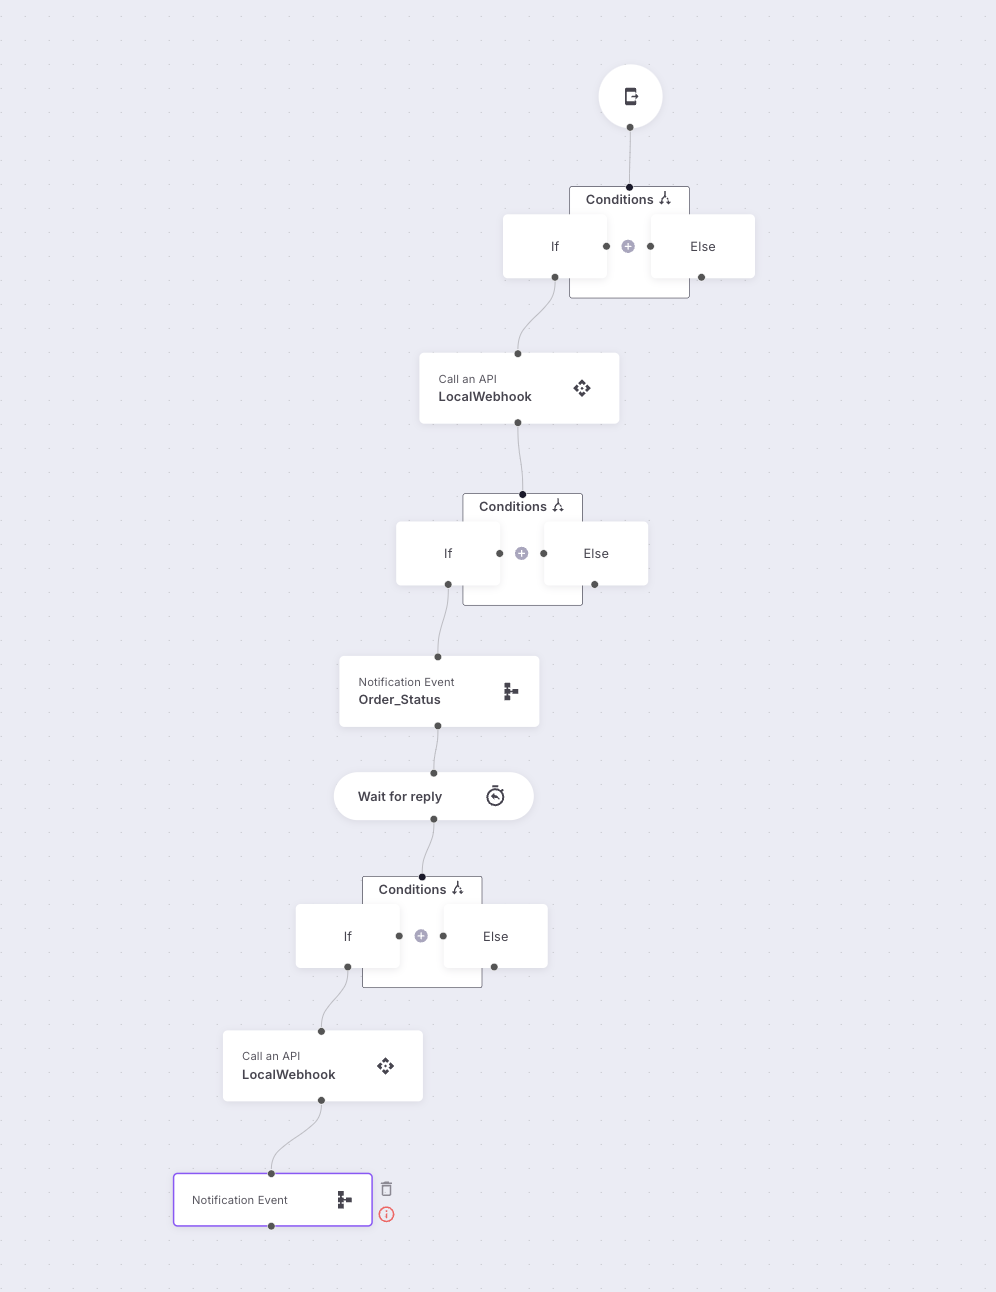 Conditions
If
Else
Call an API
LocalWebhook
Conditions
If
Else
Notification Event
Order_Status
Wait for reply
Conditions
If
Else
Call an API
LocalWebhook
Notification Event